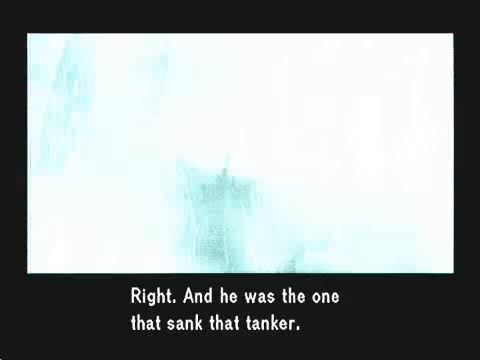 Right. And he was the one
that sank that tanker.